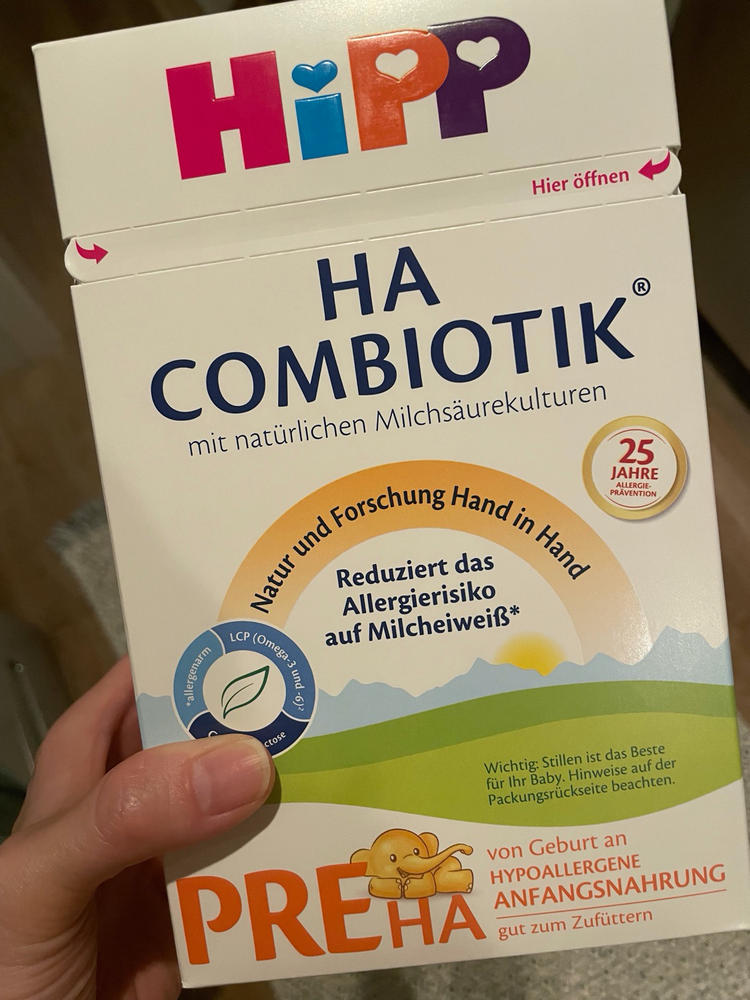 HiPP
Hier öffnen
HA
COMBIOTIK®
mit natürlichen Milchsäurekulturen
25
JAHRE
ALLERGIE-
PRÄVENTION
Natur und Forschung Hand in Hand
Reduziert das
Allergierisiko
auf Milcheiweiß*
*allergenarm
LCP (Omega-3 und -6)²
Wichtig: Stillen ist das Beste
für Ihr Baby. Hinweise auf der
Packungsrückseite beachten.
PRE HA
von Geburt an
HYPOALLERGENE
ANFANGSNAHRUNG
gut zum Zufüttern